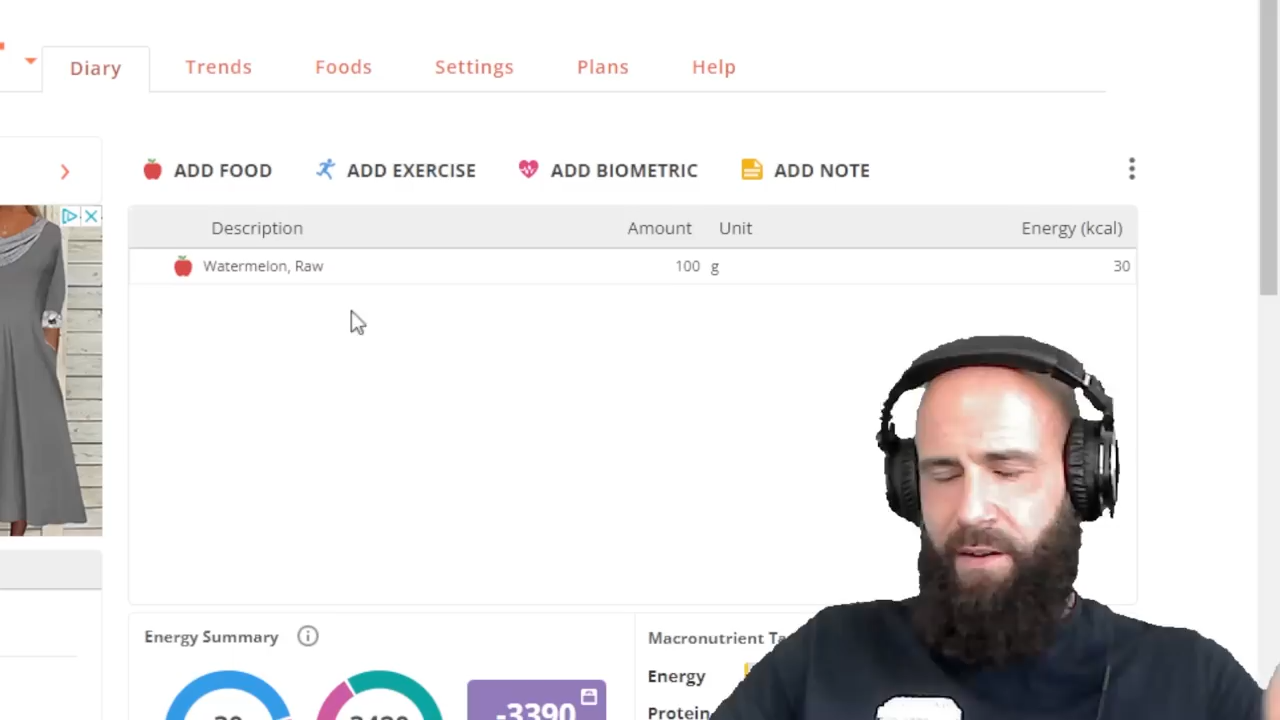 Diary Trends Foods Settings Plans Help
ADD FOOD ADD EXERCISE ADD BIOMETRIC ADD NOTE
Description Amount Unit Energy (kcal)
Watermelon, Raw 100 g 30
Energy Summary
-3390
Macronutrient
Energy
Protein